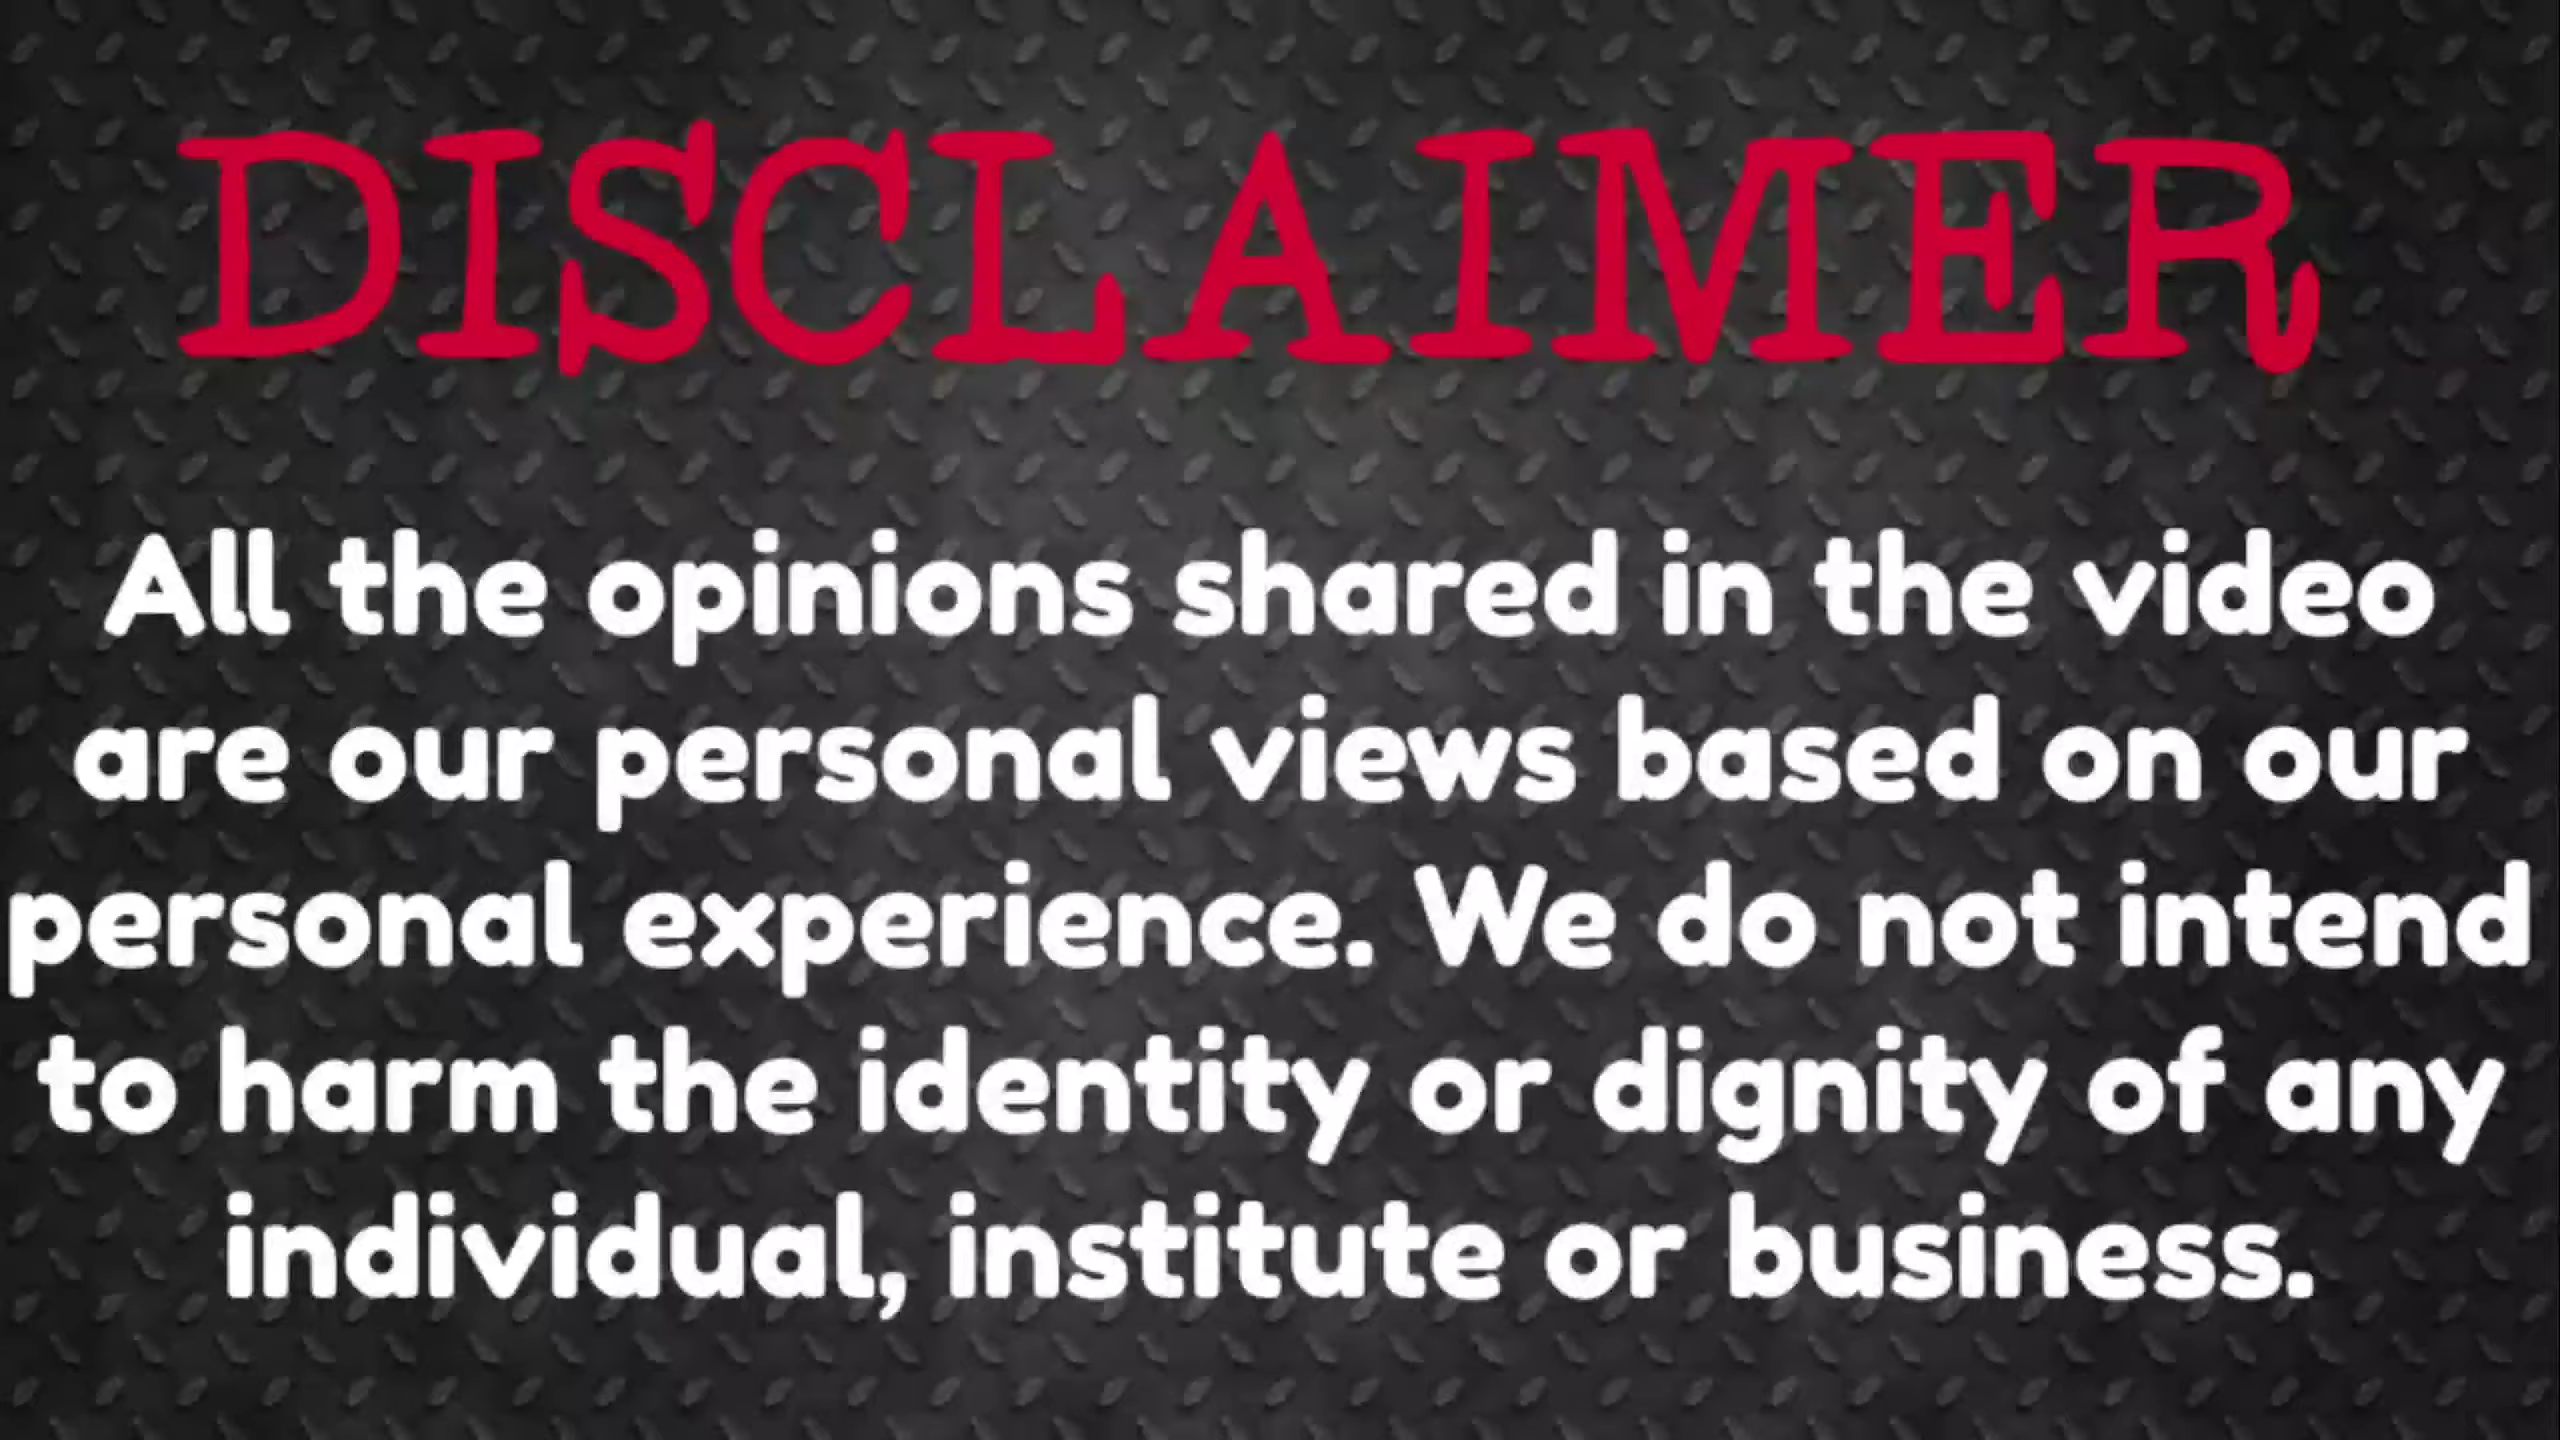 DISCLAIMER
All the opinions shared in the video
are our personal views based on our
personal experience. We do not intend
to harm the identity or dignity of any
individual, institute or business.